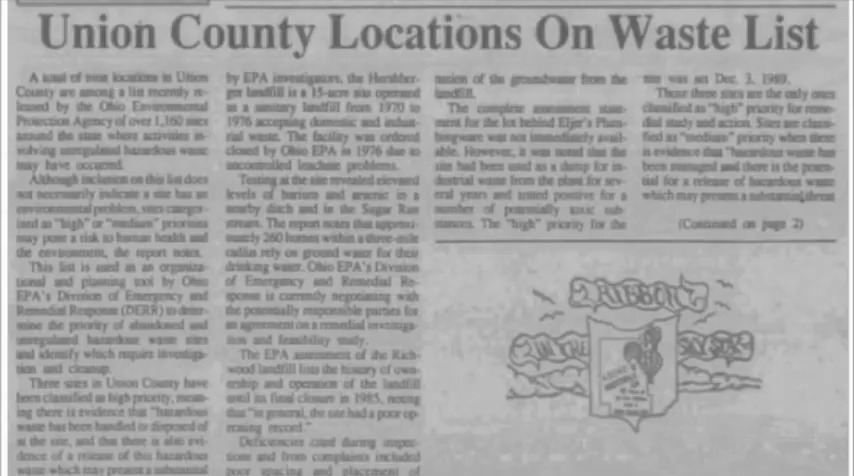 Union County Locations On Waste List
A total of nine locations in Union
County are among a list recently re-
leased by the Ohio Environmental
Protection Agency of over 1,160 sites
around the state where activities in-
volving unregulated hazardous waste
may have occurred.
Although inclusion on this list does
not necessarily indicate a site has an
environmental problem, sites categor-
ized as "high" or "medium" priorities
may pose a risk to human health and
the environment, the report notes.
This list is used as an organiza-
tional and planning tool by Ohio
EPA's Division of Emergency and
Remedial Response (DERR) to deter-
mine the priority of abandoned and
unregulated hazardous waste sites
and identify which require investiga-
tion and cleanup.
Three sites in Union County have
been classified as high priority, mean-
ing there is evidence that "hazardous
waste has been handled or disposed of
at the site, and that there is also evi-
dence of a release of this hazardous
waste which may present a substantial
by EPA investigators, the Hershber-
ger landfill is a 15-acre site operated
as a sanitary landfill from 1970 to
1976 accepting domestic and indust-
rial waste. The facility was ordered
closed by Ohio EPA in 1976 due to
uncontrolled leachate problems.
Testing at the site revealed elevated
levels of barium and arsenic in a
nearby ditch and in the Sugar Run
stream. The report notes that approxi-
mately 260 homes within a three-mile
radius rely on ground water for their
drinking water. Ohio EPA's Division
of Emergency and Remedial Re-
sponse is currently negotiating with
the potentially responsible parties for
an agreement on a remedial investiga-
tion and feasibility study.
The EPA assessment of the Rich-
wood landfill lists the history of own-
ership and operation of the landfill
until its final closure in 1985, noting
that "in general, the site had a poor op-
erating record."
Deficiencies cited during inspec-
tions and from complaints included
poor spacing and placement of
nation of the groundwater from the
landfill.
The complete assessment state-
ment for the lot behind Eljer's Plum-
bingware was not immediately avail-
able. However, it was noted that the
site had been used as a dump for in-
dustrial waste from the plant for sev-
eral years and tested positive for a
number of potentially toxic sub-
stances. The "high" priority for the
site was set Dec. 3, 1989.
Those three sites are the only ones
classified as "high" priority for reme-
dial study and action. Sites are classi-
fied as "medium" priority when there
is evidence that "hazardous waste has
been managed and there is the poten-
tial for a release of hazardous waste
which may present a substantial threat
(Continued on page 2)
RIBBONZ
IN THE